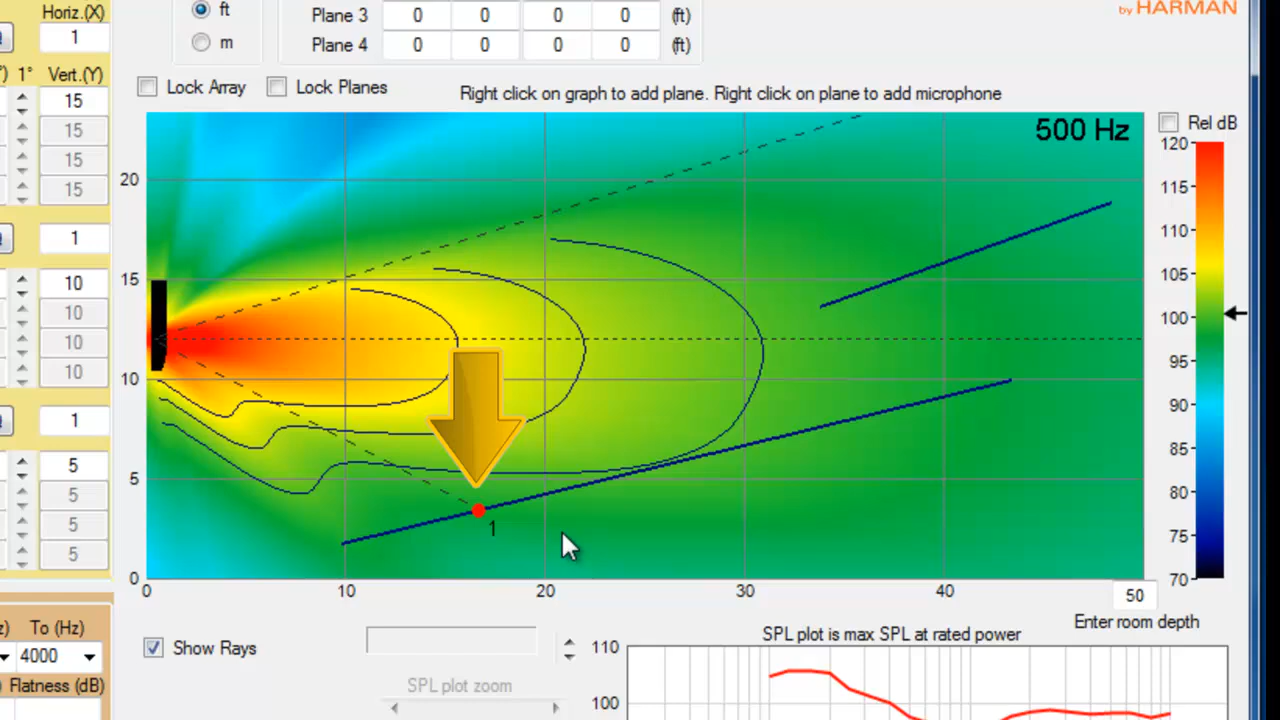 Horiz.(X)
1
1° Vert.(Y)
15
15
15
15
1
10
10
10
10
1
5
5
5
5
To (Hz)
4000
Flatness (dB)
ft
m
Plane 3 0 0 0 0 (ft)
Plane 4 0 0 0 0 (ft)
by HARMAN
Lock Array Lock Planes
Right click on graph to add plane. Right click on plane to add microphone
500 Hz
Rel dB
20
15
10
5
0
0 10 20 30 40 50
1
120
115
110
105
100
95
90
85
80
75
70
Enter room depth
Show Rays
SPL plot zoom
SPL plot is max SPL at rated power
110
100